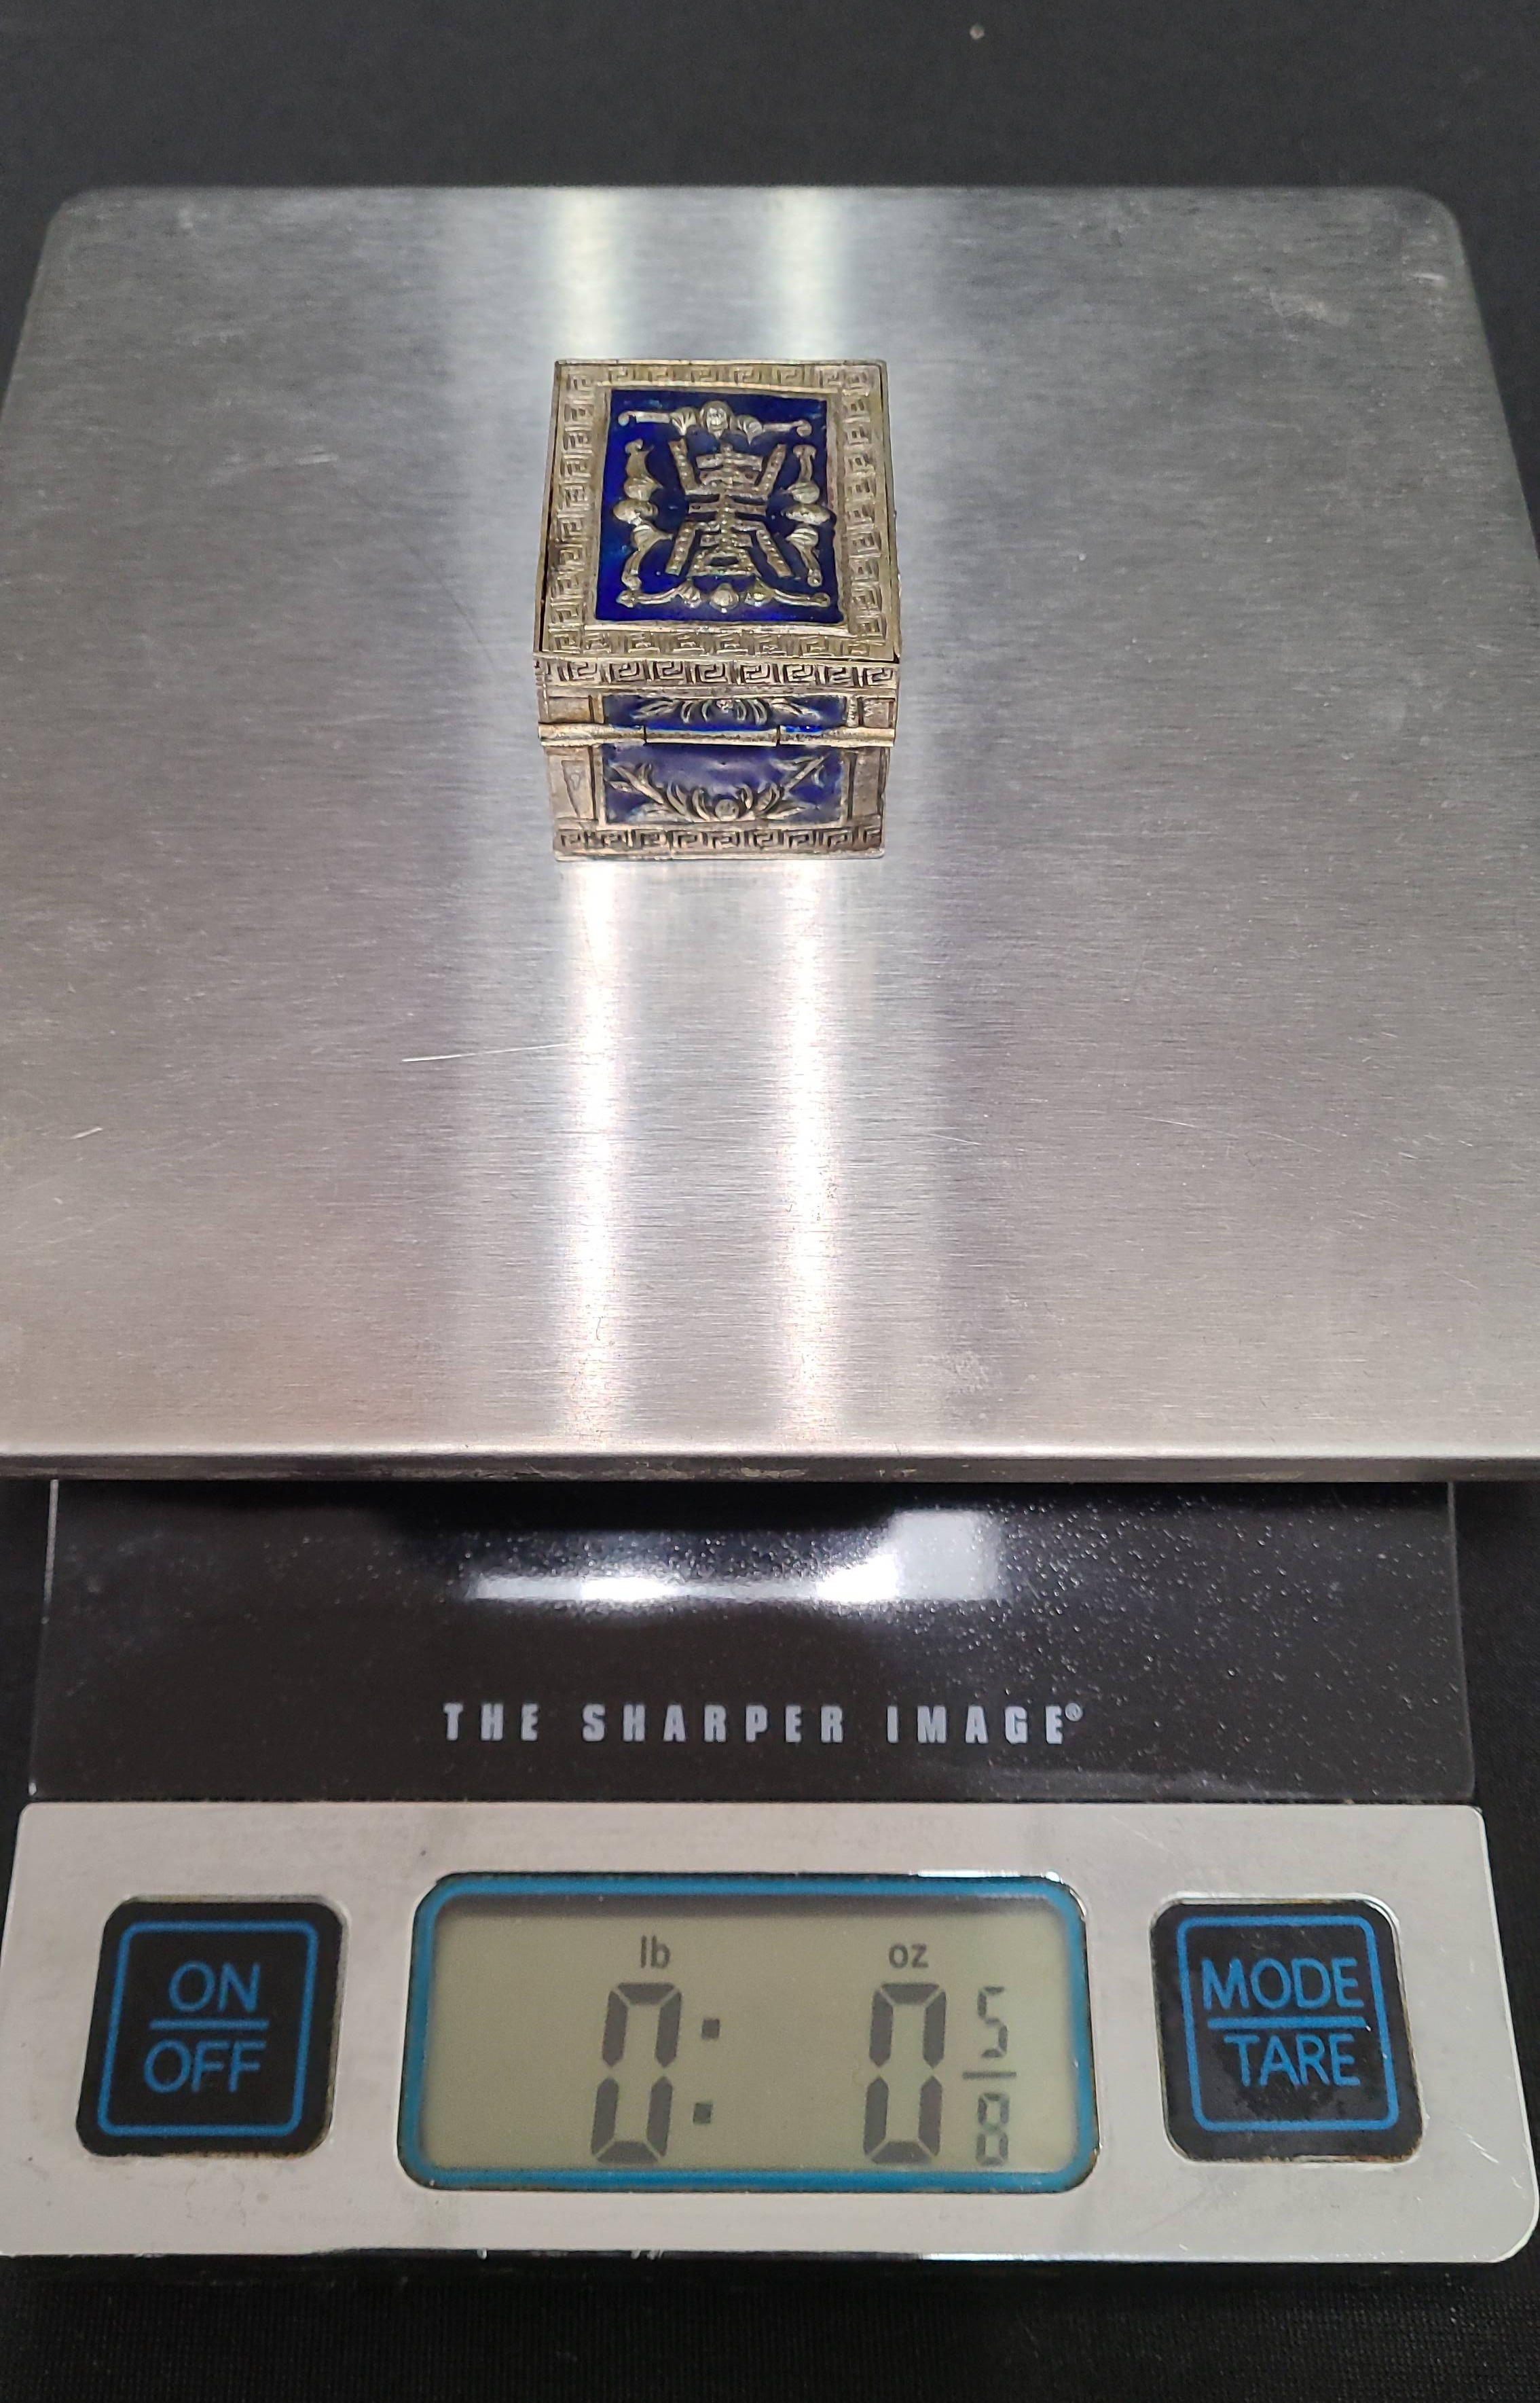 THE SHARPER IMAGE®
ON
OFF
lb oz
0: 0 5/8
MODE
TARE